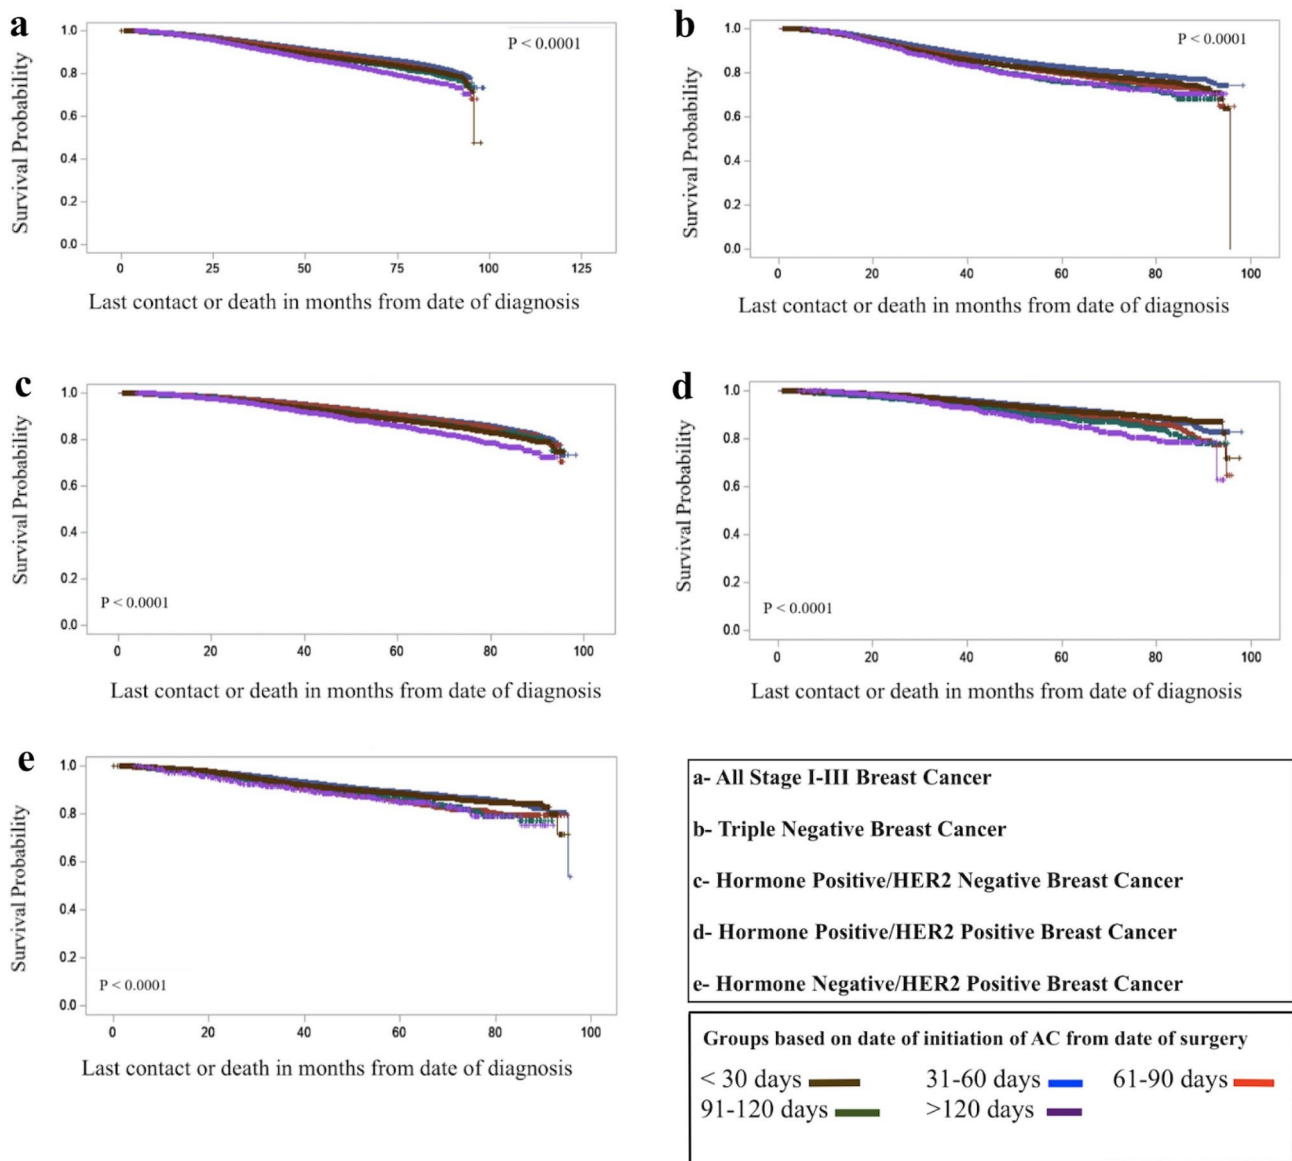 a
Survival Probability
1.0
0.8
0.6
0.4
0.2
0.0
P < 0.0001
0 25 50 75 100 125
Last contact or death in months from date of diagnosis
b
Survival Probability
1.0
0.8
0.6
0.4
0.2
0.0
P < 0.0001
0 20 40 60 80 100
Last contact or death in months from date of diagnosis
c
Survival Probability
1.0
0.8
0.6
0.4
0.2
0.0
P < 0.0001
0 20 40 60 80 100
Last contact or death in months from date of diagnosis
d
Survival Probability
1.0
0.8
0.6
0.4
0.2
0.0
P < 0.0001
0 20 40 60 80 100
Last contact or death in months from date of diagnosis
e
Survival Probability
1.0
0.8
0.6
0.4
0.2
0.0
P < 0.0001
0 20 40 60 80 100
Last contact or death in months from date of diagnosis
a- All Stage I-III Breast Cancer
b- Triple Negative Breast Cancer
c- Hormone Positive/HER2 Negative Breast Cancer
d- Hormone Positive/HER2 Positive Breast Cancer
e- Hormone Negative/HER2 Positive Breast Cancer
Groups based on date of initiation of AC from date of surgery
< 30 days 31-60 days 61-90 days
91-120 days >120 days